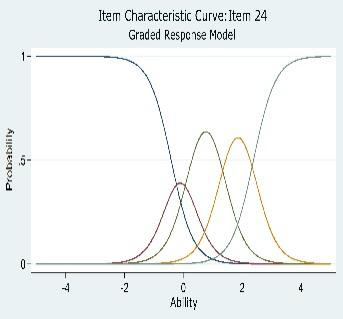 Item Characteristic Curve: Item 24
Graded Response Model
Probability
1
.5
0
-4 -2 0 2 4
Ability